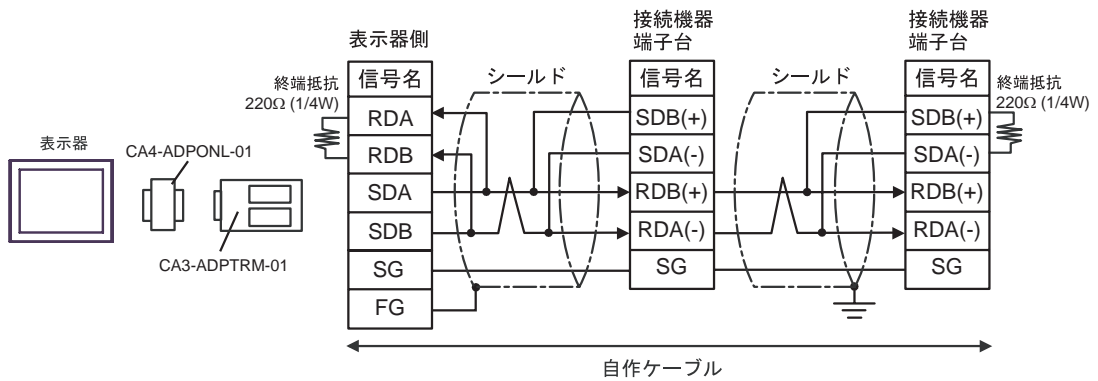 表示器
CA4-ADPONL-01
CA3-ADPTRM-01
終端抵抗
220Ω (1/4W)
表示器側
信号名
RDA
RDB
SDA
SDB
SG
FG
シールド
接続機器
端子台
信号名
SDB(+)
SDA(-)
RDB(+)
RDA(-)
SG
シールド
接続機器
端子台
信号名
SDB(+)
SDA(-)
RDB(+)
RDA(-)
SG
終端抵抗
220Ω (1/4W)
自作ケーブル